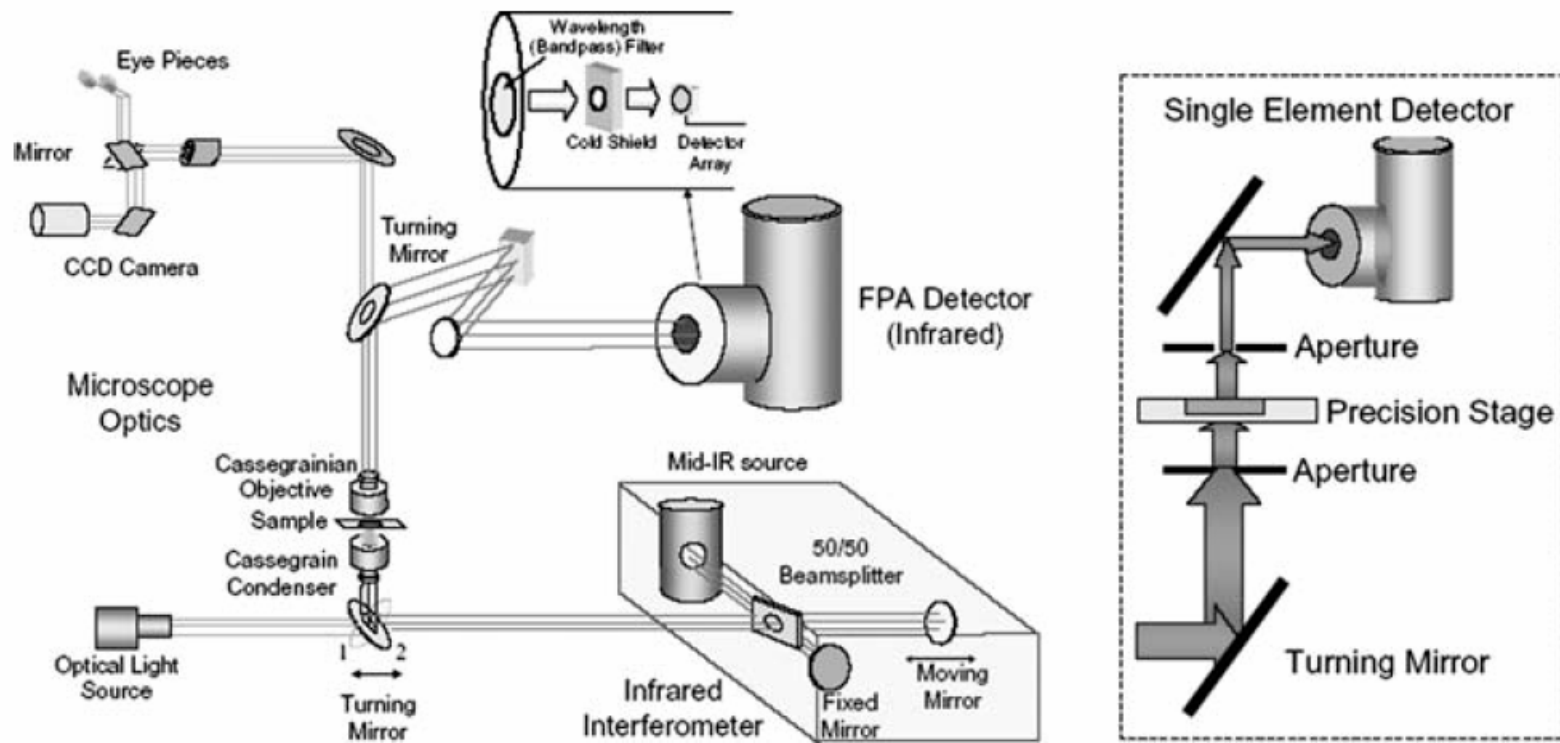 Eye Pieces
Mirror
CCD Camera
Wavelength
(Bandpass) Filter
Cold Shield
Detector
Array
Turning
Mirror
FPA Detector
(Infrared)
Microscope
Optics
Cassegrainian
Objective
Sample
Cassegrain
Condenser
Mid-IR source
50/50
Beamsplitter
Optical Light
Source
1 2
Turning
Mirror
Infrared
Interferometer
Fixed
Mirror
Moving
Mirror
Single Element Detector
Aperture
Precision Stage
Aperture
Turning Mirror